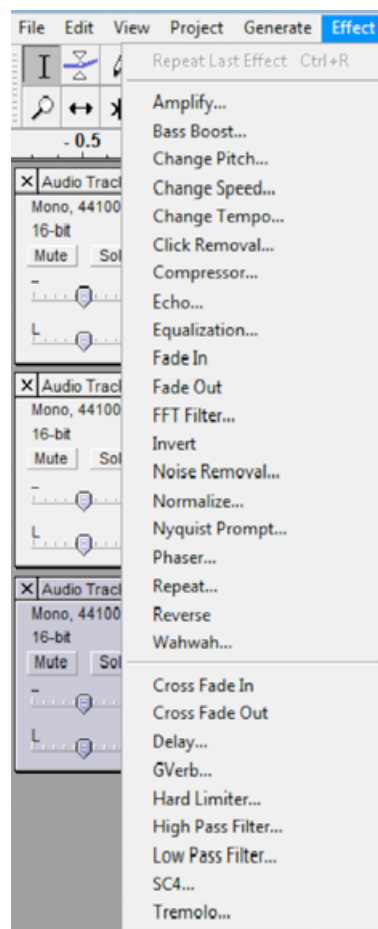 File Edit View Project Generate Effect
Repeat Last Effect Ctrl+R
Amplify...
Bass Boost...
Change Pitch...
Change Speed...
Change Tempo...
Click Removal...
Compressor...
Echo...
Equalization...
Fade In
Fade Out
FFT Filter...
Invert
Noise Removal...
Normalize...
Nyquist Prompt...
Phaser...
Repeat...
Reverse
Wahwah...
Cross Fade In
Cross Fade Out
Delay...
GVerb...
Hard Limiter...
High Pass Filter...
Low Pass Filter...
SC4...
Tremolo...
- 0.5
X Audio Track
Mono, 44100
16-bit
Mute Sol
L
X Audio Track
Mono, 44100
16-bit
Mute Sol
L
X Audio Track
Mono, 44100
16-bit
Mute Sol
L